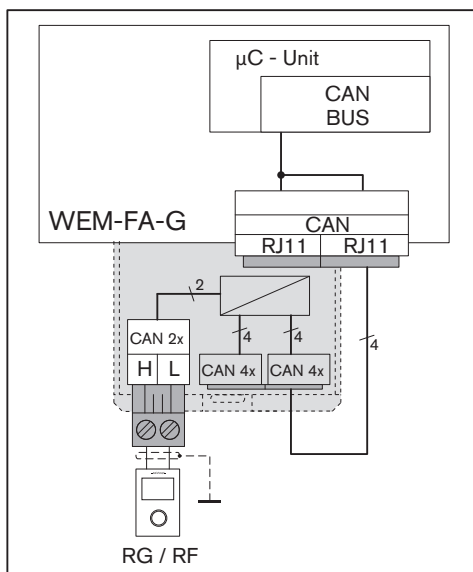 µC - Unit
CAN
BUS
WEM-FA-G
CAN
RJ11 RJ11
2
CAN 2x
4 4 4
H L
CAN 4x CAN 4x
RG / RF